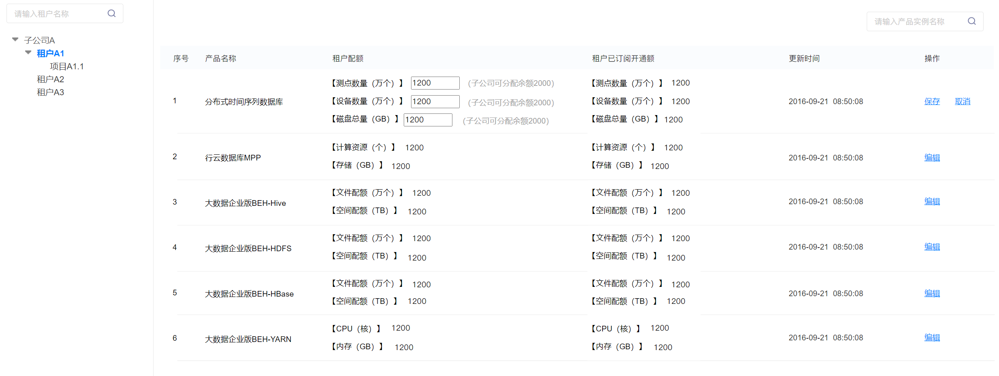 请输入租户名称
子公司A
租户A1
项目A1.1
租户A2
租户A3
请输入产品实例名称
序号 产品名称 租户配额 租户已订阅开通额 更新时间 操作
【测点数量（万个）】 1200 （子公司可分配余额2000） 【测点数量（万个）】 1200
1 分布式时间序列数据库 【设备数量（万个）】 1200 （子公司可分配余额2000） 【设备数量（万个）】 1200 2016-09-21 08:50:08 保存 取消
【磁盘总量（GB）】 1200 （子公司可分配余额2000） 【磁盘总量（GB）】 1200
【计算资源（个）】 1200 【计算资源（个）】 1200
2 行云数据库MPP 2016-09-21 08:50:08 编辑
【存储（GB）】 1200 【存储（GB）】 1200
【文件配额（万个）】 1200 【文件配额（万个）】 1200
3 大数据企业版BEH-Hive 2016-09-21 08:50:08 编辑
【空间配额（TB）】 1200 【空间配额（TB）】 1200
【文件配额（万个）】 1200 【文件配额（万个）】 1200
4 大数据企业版BEH-HDFS 2016-09-21 08:50:08 编辑
【空间配额（TB）】 1200 【空间配额（TB）】 1200
【文件配额（万个）】 1200 【文件配额（万个）】 1200
5 大数据企业版BEH-HBase 2016-09-21 08:50:08 编辑
【空间配额（TB）】 1200 【空间配额（TB）】 1200
【CPU（核）】 1200 【CPU（核）】 1200
6 大数据企业版BEH-YARN 2016-09-21 08:50:08 编辑
【内存（GB）】 1200 【内存（GB）】 1200